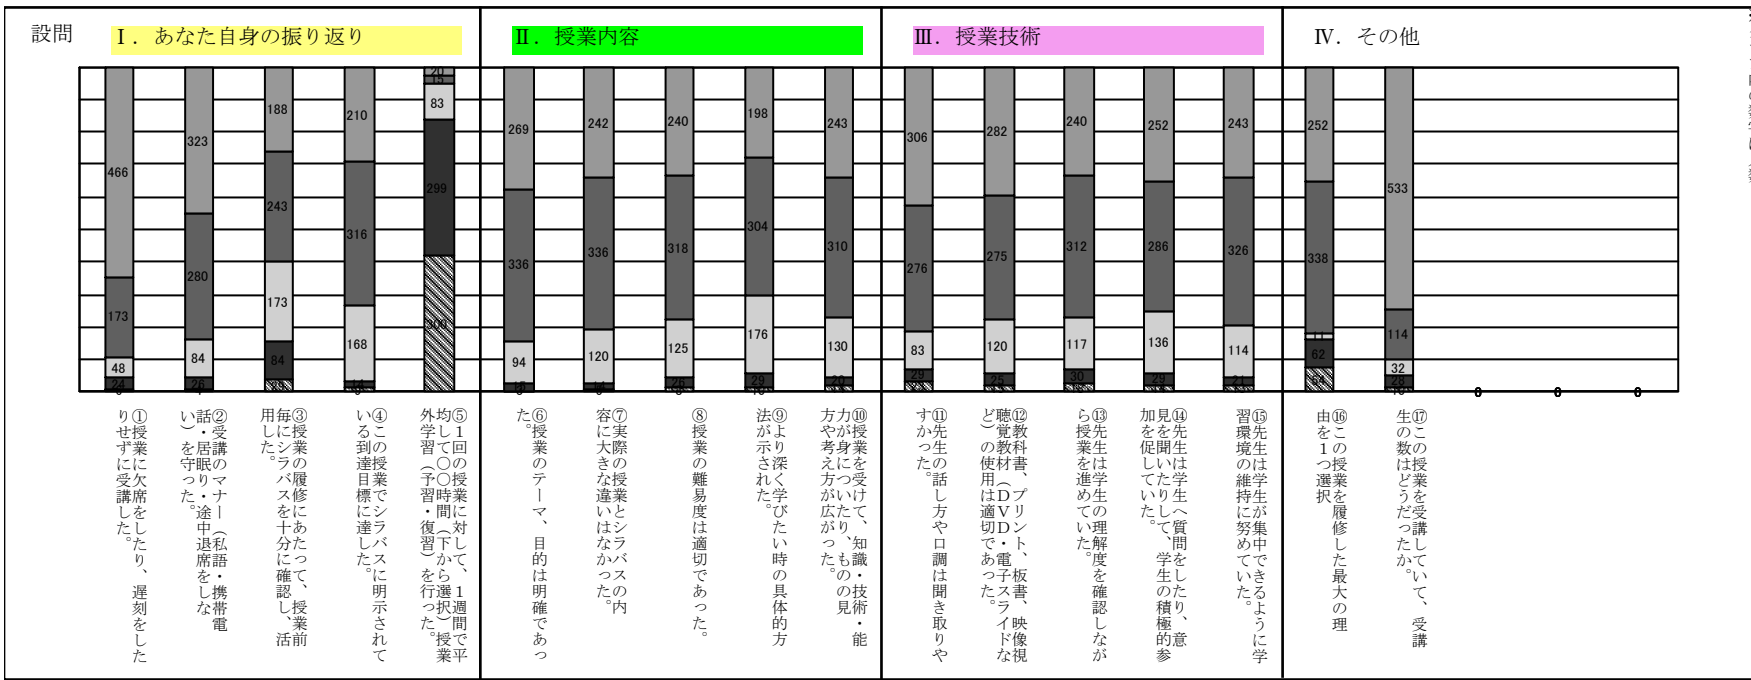 設問
Ⅰ．あなた自身の振り返り
Ⅱ．授業内容
Ⅲ．授業技術
Ⅳ．その他
466
173
48
24
323
280
84
26
188
243
173
84
29
210
316
168
14
20
15
83
299
300
269
336
94
15
242
336
120
14
240
318
125
26
198
304
176
29
10
243
310
130
20
306
276
83
29
282
275
120
25
240
312
117
30
252
286
136
29
243
326
114
21
252
338
11
62
54
533
114
32
28
10
0
0
0
①授業に欠席をしたり、遅刻をした
りせずに受講した。
②受講のマナー（私語・携帯電
話・居眠り・途中退席をしな
い）を守った。
③授業の履修にあたって、授業前
毎にシラバスを十分に確認し、活
用した。
④この授業でシラバスに明示されて
いる到達目標に達した。
⑤１回の授業に対して、１週間で平
均して〇〇時間（下から選択）授業
外学習（予習・復習）を行った。
⑥授業のテーマ、目的は明確であっ
た。
⑦実際の授業とシラバスの内
容に大きな違いはなかった。
⑧授業の難易度は適切であった。
⑨より深く学びたい時の具体的方
法が示された。
⑩授業を受けて、知識・技術・能
力が身についたり、ものの見
方や考え方が広がった。
⑪先生の話し方や口調は聞き取りや
すかった。
⑫教科書、プリント、板書、映像視
聴覚教材（ＤＶＤ・電子スライドな
ど）の使用は適切であった。
⑬先生は学生の理解度を確認しなが
ら授業を進めていた。
⑭先生は学生へ質問をしたり、意
見を聞いたりして、学生の積極的参
加を促していた。
⑮先生は学生が集中できるように学
習環境の維持に努めていた。
⑯この授業を履修した最大の理
由を１つ選択
⑰この授業を受講していて、受講
生の数はどうだったか。